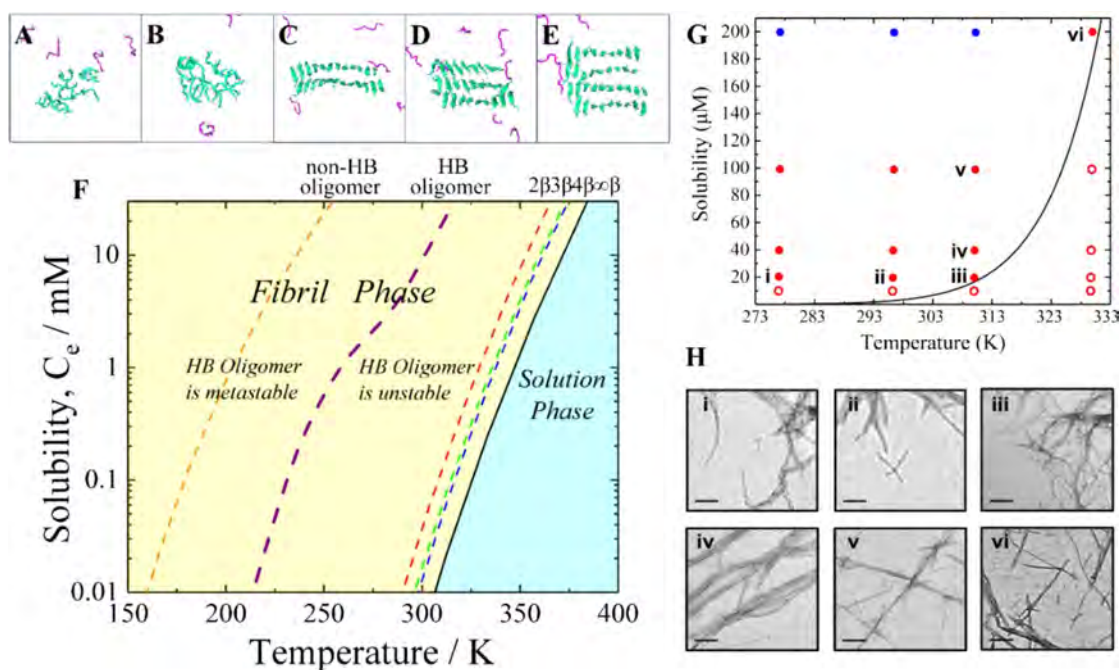 A
B
C
D
E
F
non-HB
oligomer
HB
oligomer
2β3β4β∞β
Fibril Phase
HB Oligomer
is metastable
HB Oligomer
is unstable
Solution
Phase
Solubility, Cₑ / mM
10
1
0.1
0.01
150 200 250 300 350 400
Temperature / K
G
Solubility (µM)
200
180
160
140
120
100
80
60
40
20
vi
v
iv
i ii iii
273 283 293 303 313 323 333
Temperature (K)
H
i ii iii
iv v vi